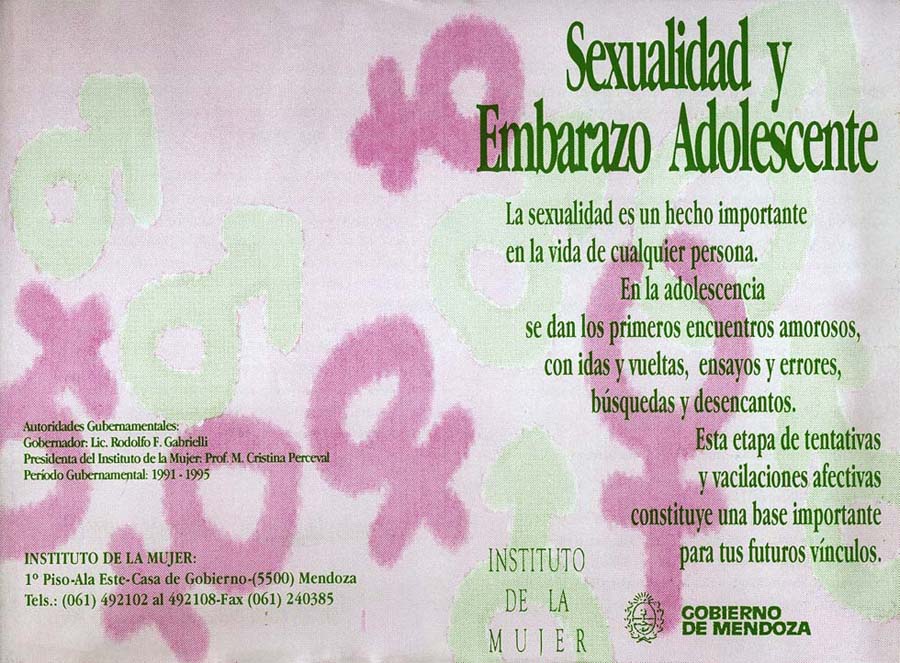 Sexualidad y
Embarazo Adolescente
La sexualidad es un hecho importante
en la vida de cualquier persona.
En la adolescencia
se dan los primeros encuentros amorosos,
con idas y vueltas, ensayos y errores,
búsquedas y desencantos.
Esta etapa de tentativas
y vacilaciones afectivas
constituye una base importante
para tus futuros vínculos.
Autoridades Gubernamentales:
Gobernador: Lic. Rodolfo F. Gabrielli
Presidenta del Instituto de la Mujer: Prof. M. Cristina Perceval
Período Gubernamental: 1991 - 1995
INSTITUTO DE LA MUJER:
1º Piso-Ala Este-Casa de Gobierno-(5500) Mendoza
Tels.: (061) 492102 al 492108-Fax (061) 240385
INSTITUTO
DE LA
MUJER
GOBIERNO
DE MENDOZA